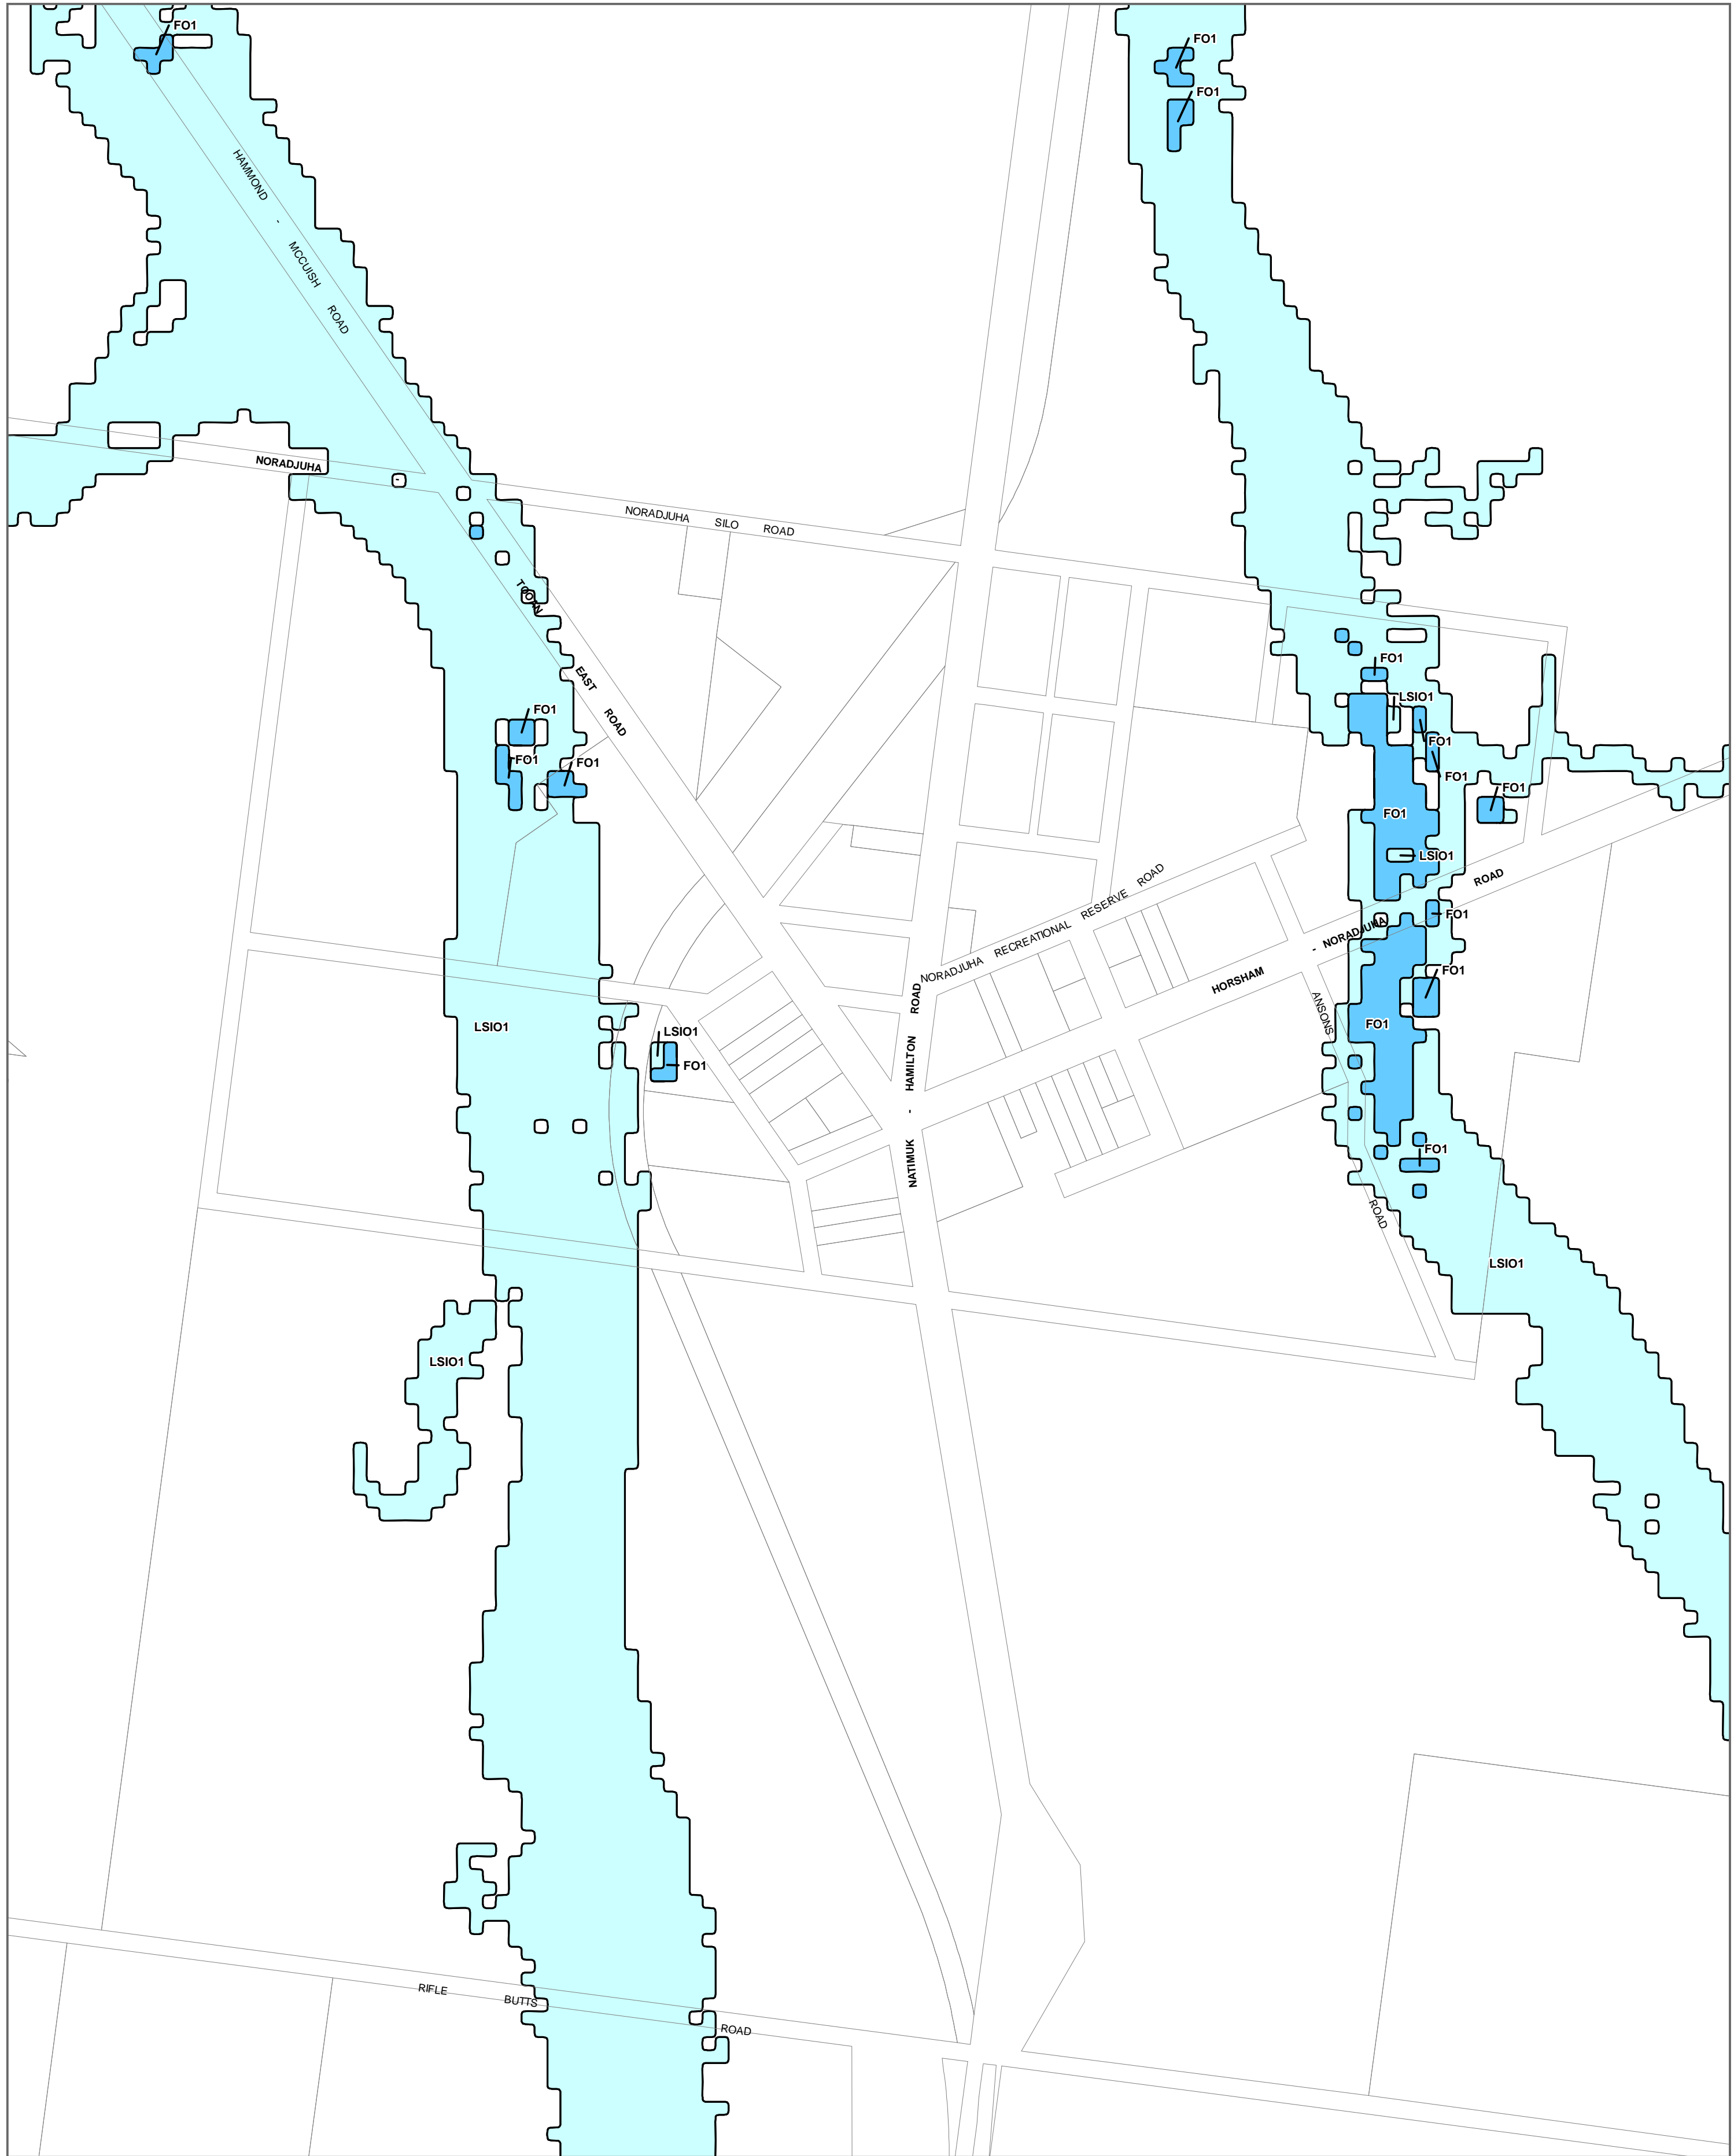 FO1
FO1
FO1
HAMMOND - MCCUISH ROAD
NORADJUHA - TOOAN EAST ROAD
NORADJUHA SILO ROAD
FO1
FO1
FO1
FO1
LSIO1
FO1
FO1
FO1
FO1
LSIO1
FO1
FO1
FO1
FO1
NORADJUHA RECREATIONAL RESERVE ROAD
HORSHAM - NORADJUHA ROAD
ANSONS ROAD
NATIMUK - HAMILTON ROAD
LSIO1
LSIO1
FO1
LSIO1
LSIO1
RIFLE BUTTS ROAD